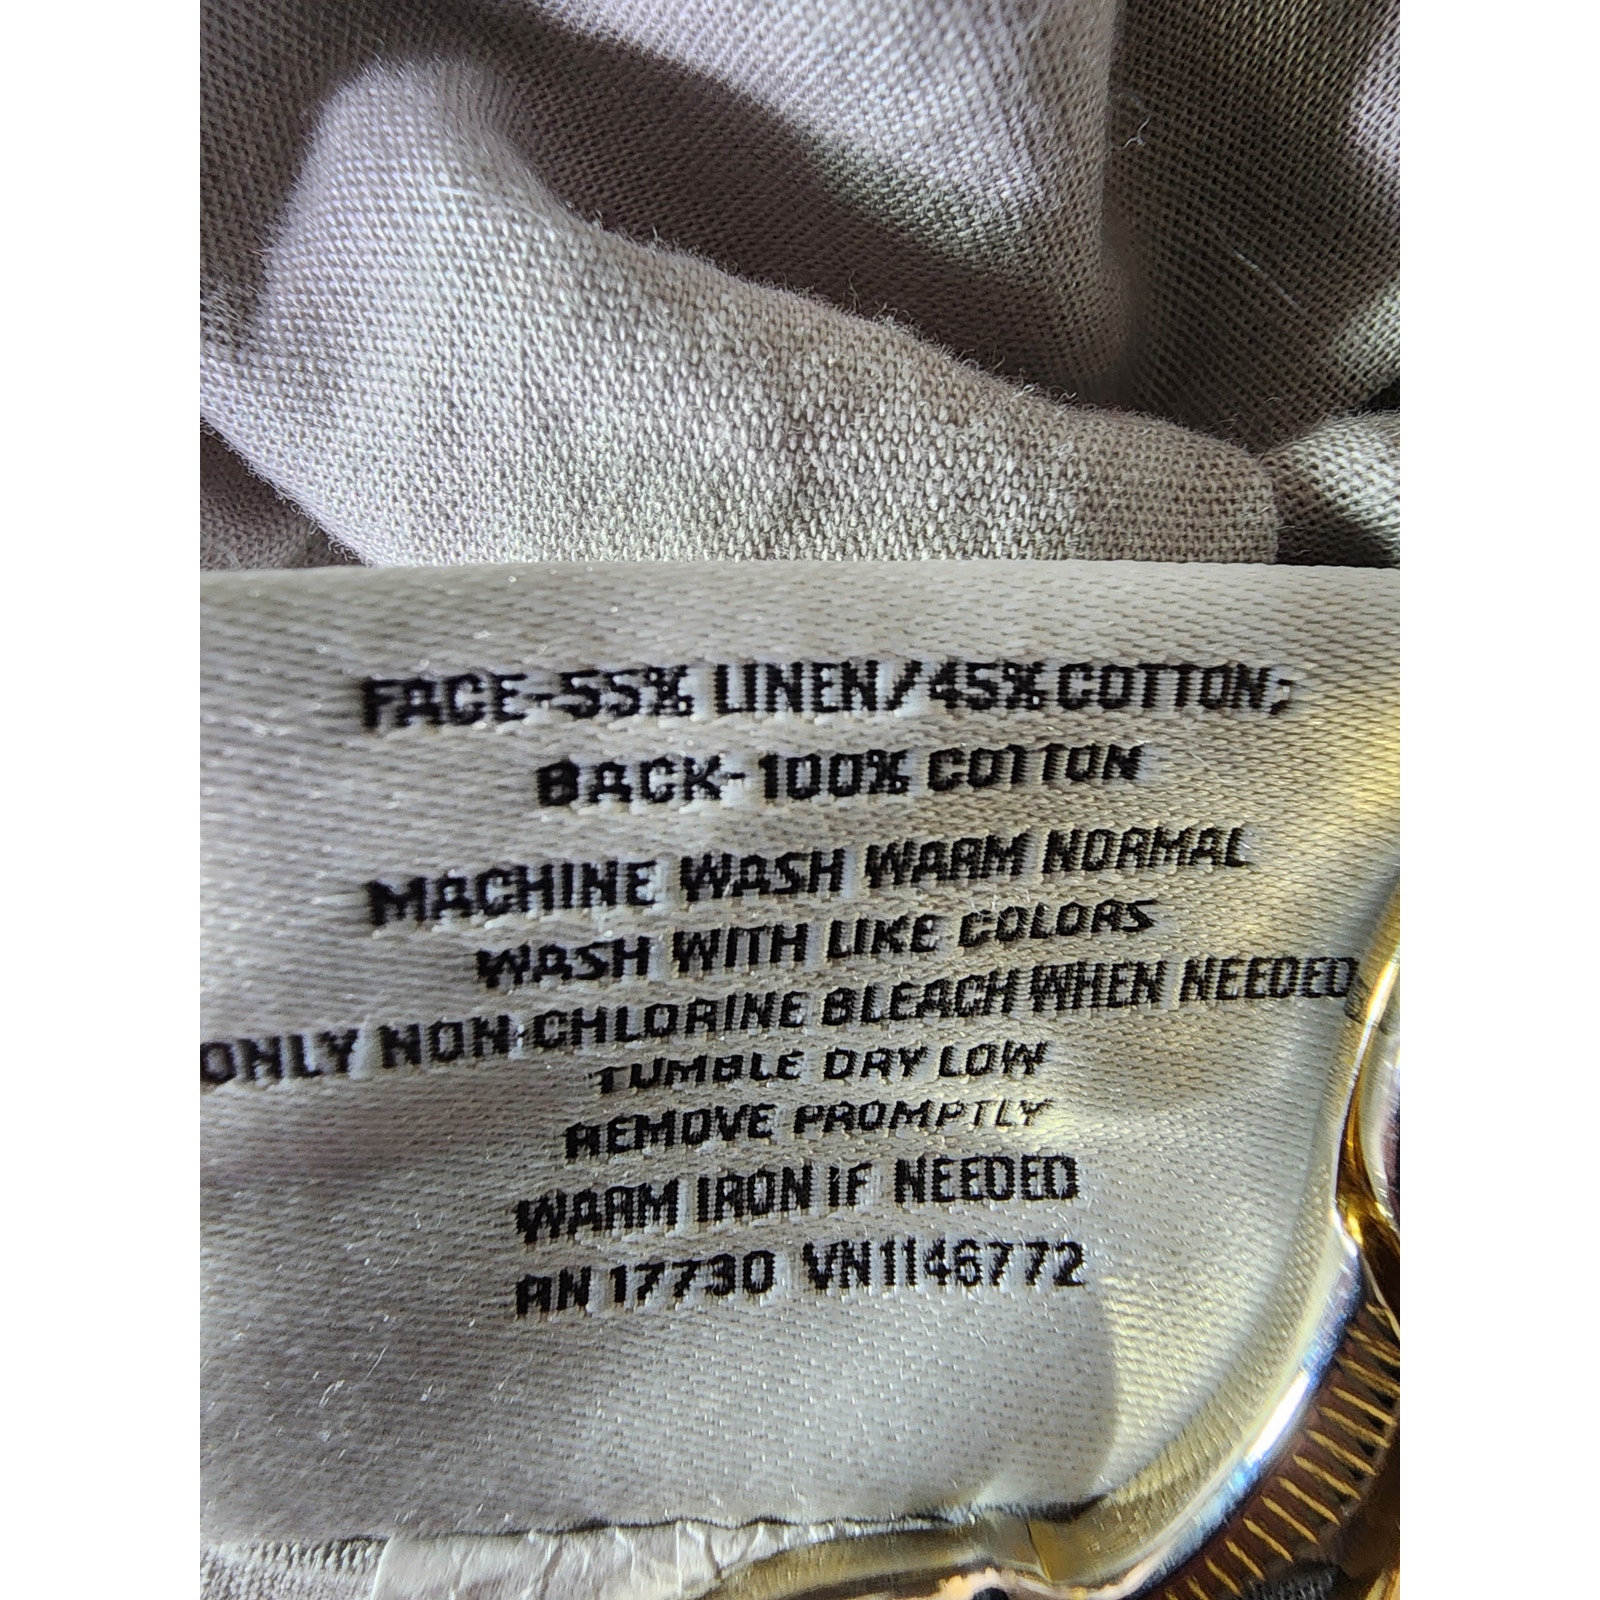 FACE-55% LINEN/45% COTTON;
BACK-100% COTTON
MACHINE WASH WARM NORMAL
WASH WITH LIKE COLORS
ONLY NON-CHLORINE BLEACH WHEN NEEDED
TUMBLE DRY LOW
REMOVE PROMPTLY
WARM IRON IF NEEDED
RN 17730 VN1146772